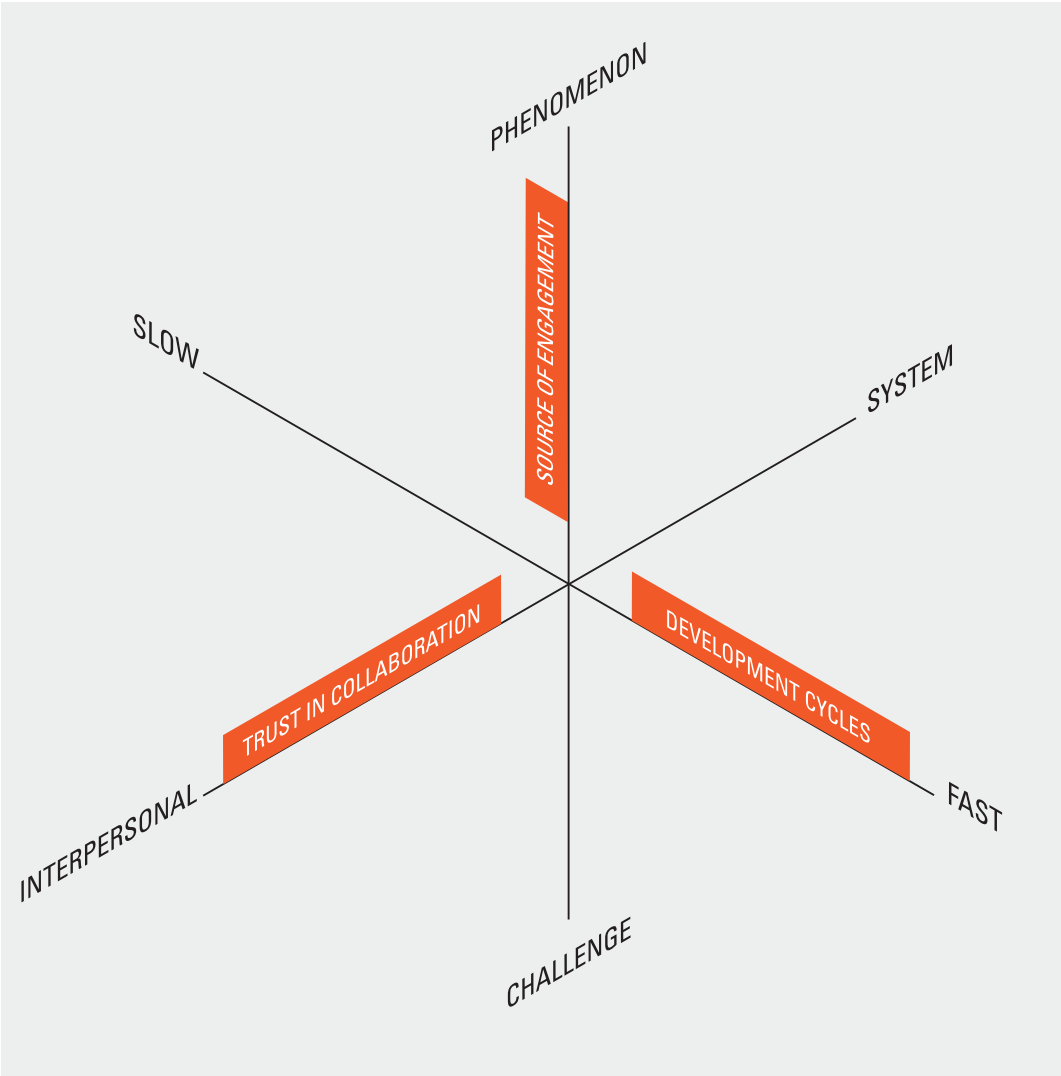 PHENOMENON
SOURCE OF ENGAGEMENT
SLOW
SYSTEM
TRUST IN COLLABORATION
DEVELOPMENT CYCLES
INTERPERSONAL
FAST
CHALLENGE